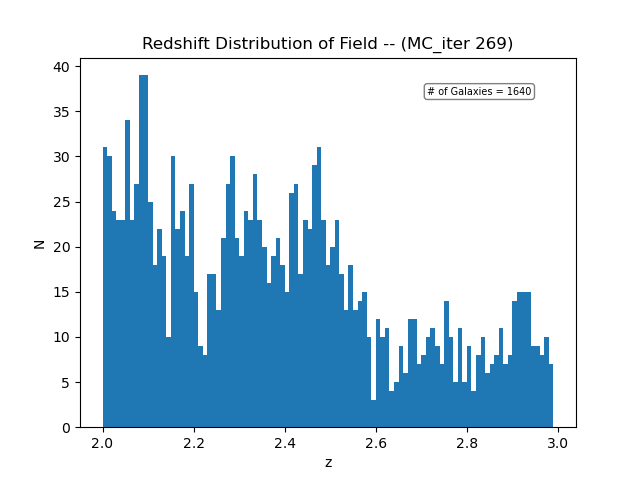 Redshift Distribution of Field -- (MC_iter 269)
# of Galaxies = 1640
40
35
30
25
20
15
10
5
0
N
2.0 2.2 2.4 2.6 2.8 3.0
z